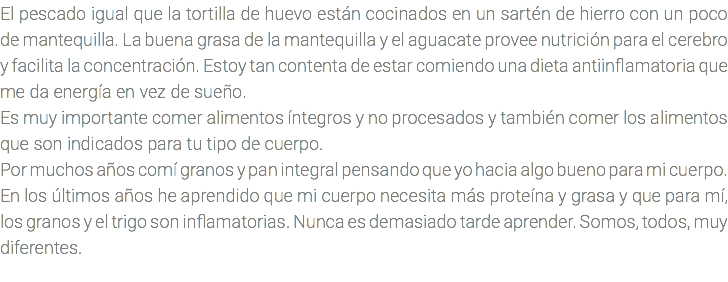 El pescado igual que la tortilla de huevo están cocinados en un sartén de hierro con un poco
de mantequilla. La buena grasa de la mantequilla y el aguacate provee nutrición para el cerebro
y facilita la concentración. Estoy tan contenta de estar comiendo una dieta antiinflamatoria que
me da energía en vez de sueño.
Es muy importante comer alimentos íntegros y no procesados y también comer los alimentos
que son indicados para tu tipo de cuerpo.
Por muchos años comí granos y pan integral pensando que yo hacia algo bueno para mi cuerpo.
En los últimos años he aprendido que mi cuerpo necesita más proteína y grasa y que para mí,
los granos y el trigo son inflamatorias. Nunca es demasiado tarde aprender. Somos, todos, muy
diferentes.